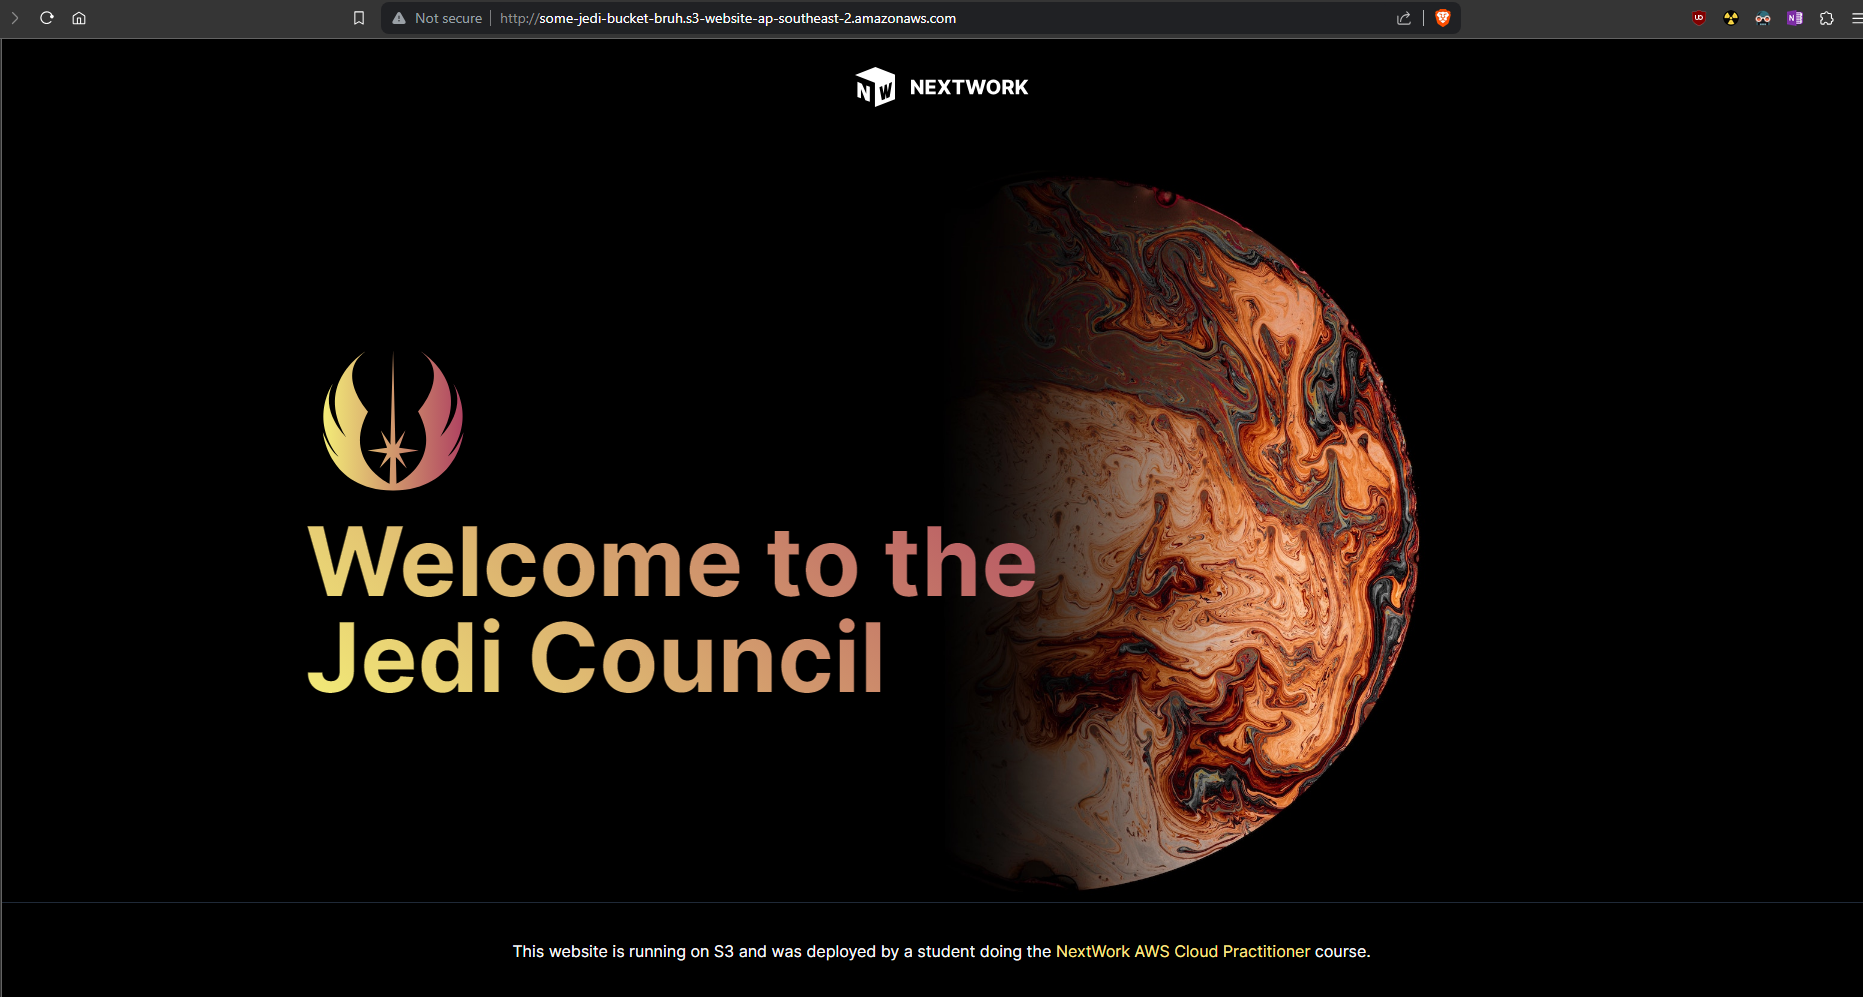 Not secure
http://some-jedi-bucket-bruh.s3-website-ap-southeast-2.amazonaws.com
NW NEXTWORK
Welcome to the
Jedi Council
This website is running on S3 and was deployed by a student doing the NextWork AWS Cloud Practitioner course.